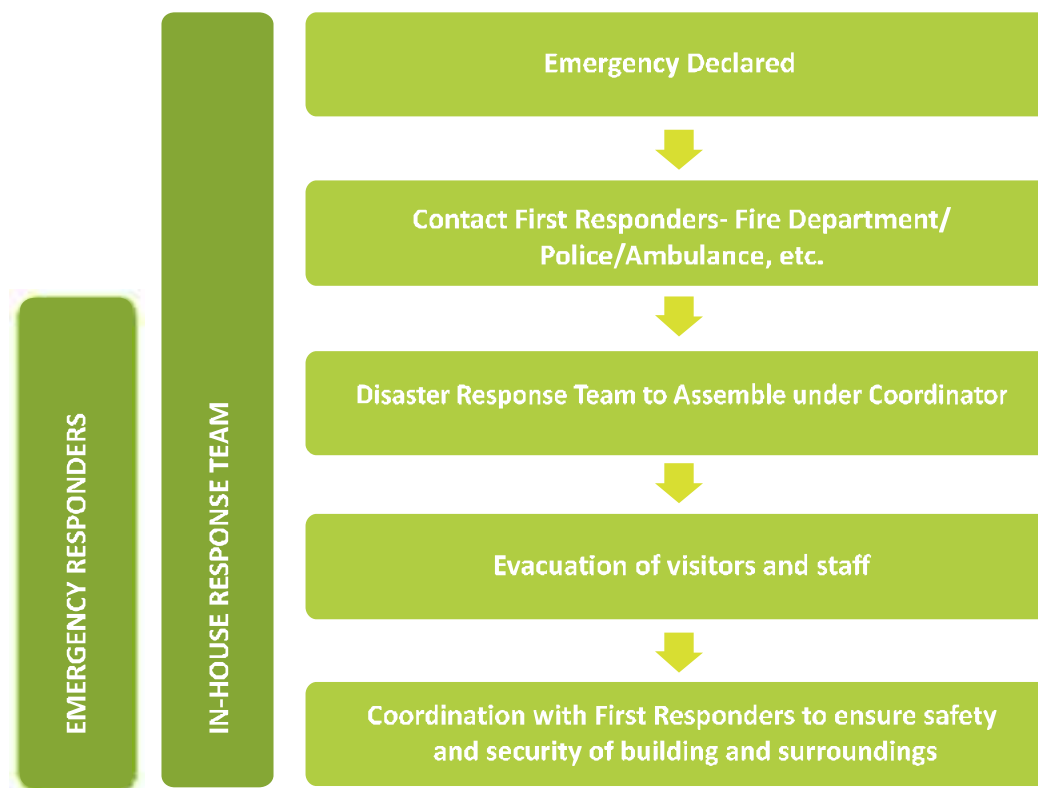 Emergency Declared
Contact First Responders- Fire Department/
Police/Ambulance, etc.
Disaster Response Team to Assemble under Coordinator
Evacuation of visitors and staff
Coordination with First Responders to ensure safety
and security of building and surroundings
EMERGENCY RESPONDERS
IN-HOUSE RESPONSE TEAM